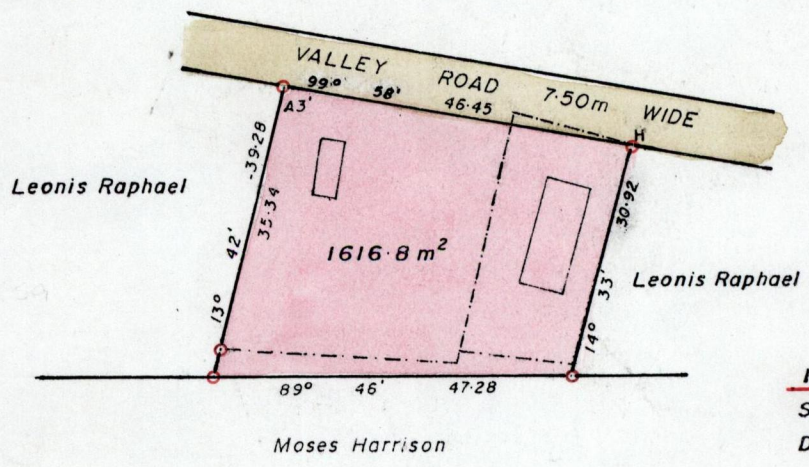 VALLEY ROAD 7·50m WIDE
99° 58' 46·45
A3'
H
39·28
35·34
13° 42'
Leonis Raphael
1616·8 m²
30·92
14° 33'
Leonis Raphael
89° 46' 47·28
Moses Harrison